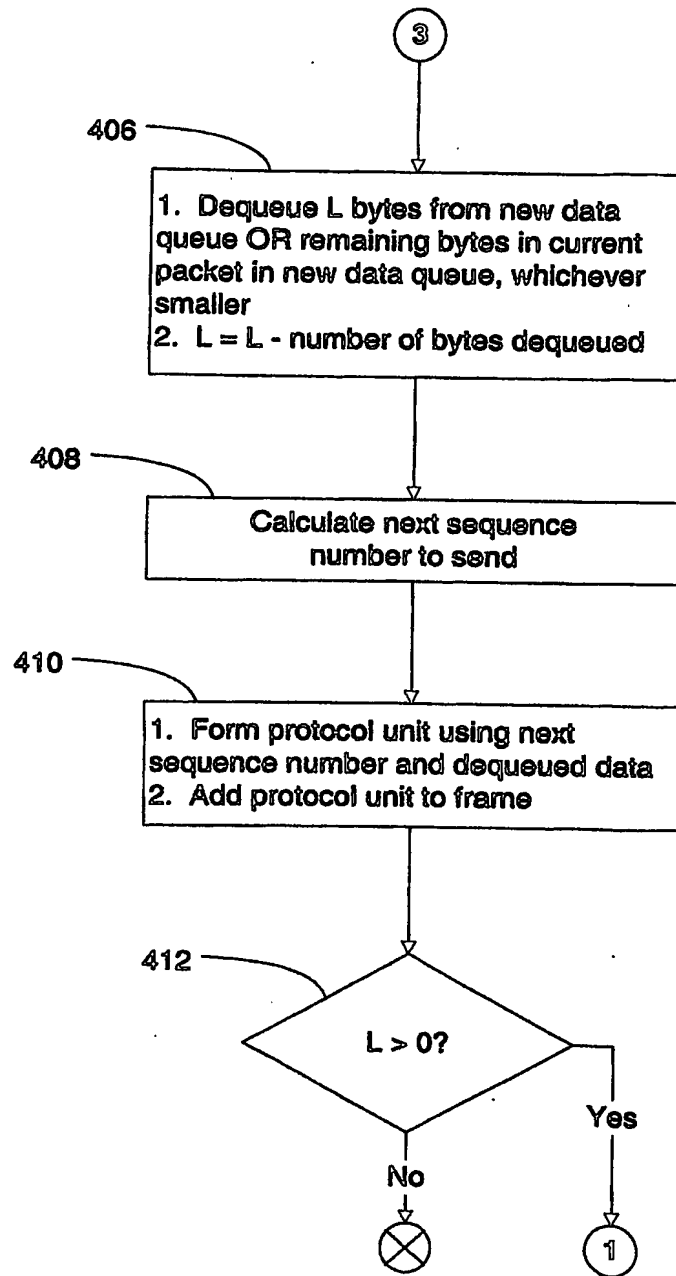 3
406
1. Dequeue L bytes from new data
queue OR remaining bytes in current
packet in new data queue, whichever
smaller
2. L = L - number of bytes dequeued
408
Calculate next sequence
number to send
410
1. Form protocol unit using next
sequence number and dequeued data
2. Add protocol unit to frame
412
L > 0?
Yes
No
1